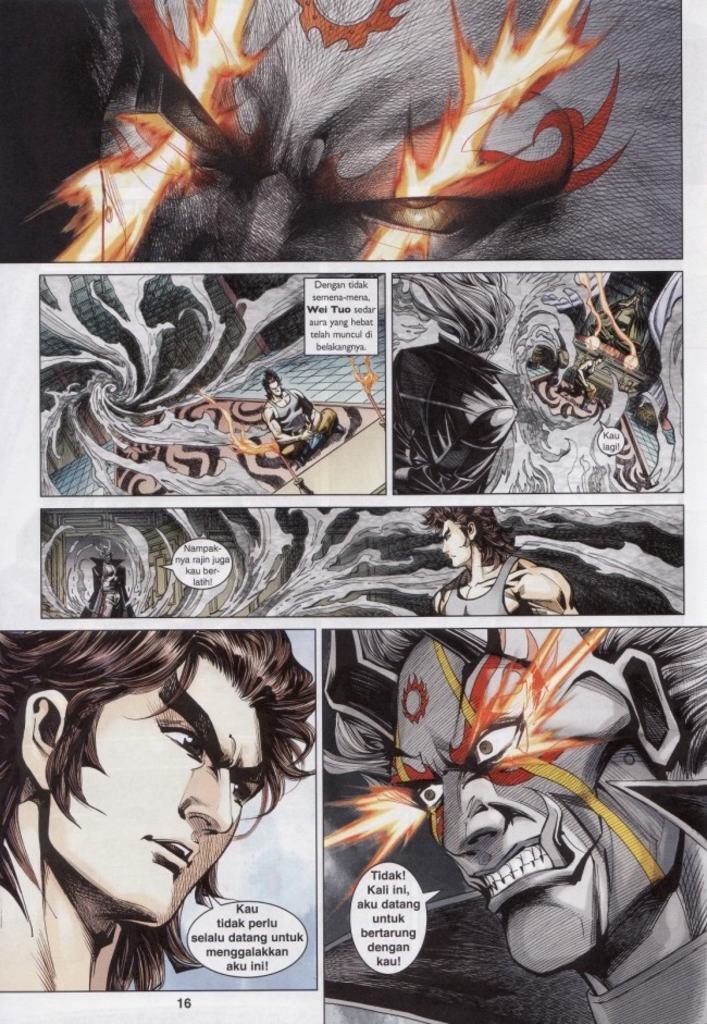 Dengan tidak
semena-mena,
Wei Tuo sedar
aura yang hebat
telah muncul di
belakangnya.
Kau
lagi!
Nampak-
nya rajin juga
kau ber-
latih!
Kau
tidak perlu
selalu datang untuk
menggalakkan
aku ini!
Tidak!
Kali ini,
aku datang
untuk
bertarung
dengan
kau!
16